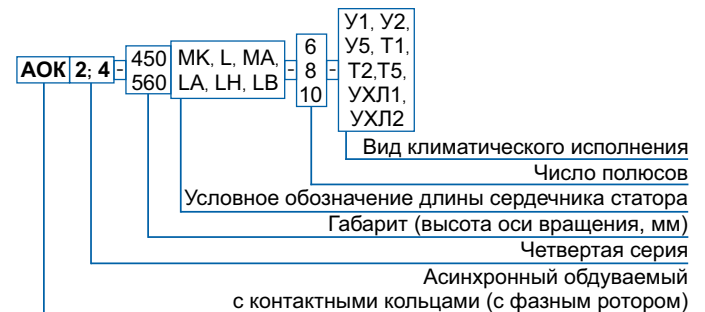 АОК 2; 4 - 450 560 МК, L, МА, LA, LH, LB - 6 8 10 - У1, У2, У5, Т1, Т2,Т5, УХЛ1, УХЛ2
Вид климатического исполнения
Число полюсов
Условное обозначение длины сердечника статора
Габарит (высота оси вращения, мм)
Четвертая серия
Асинхронный обдуваемый
с контактными кольцами (с фазным ротором)